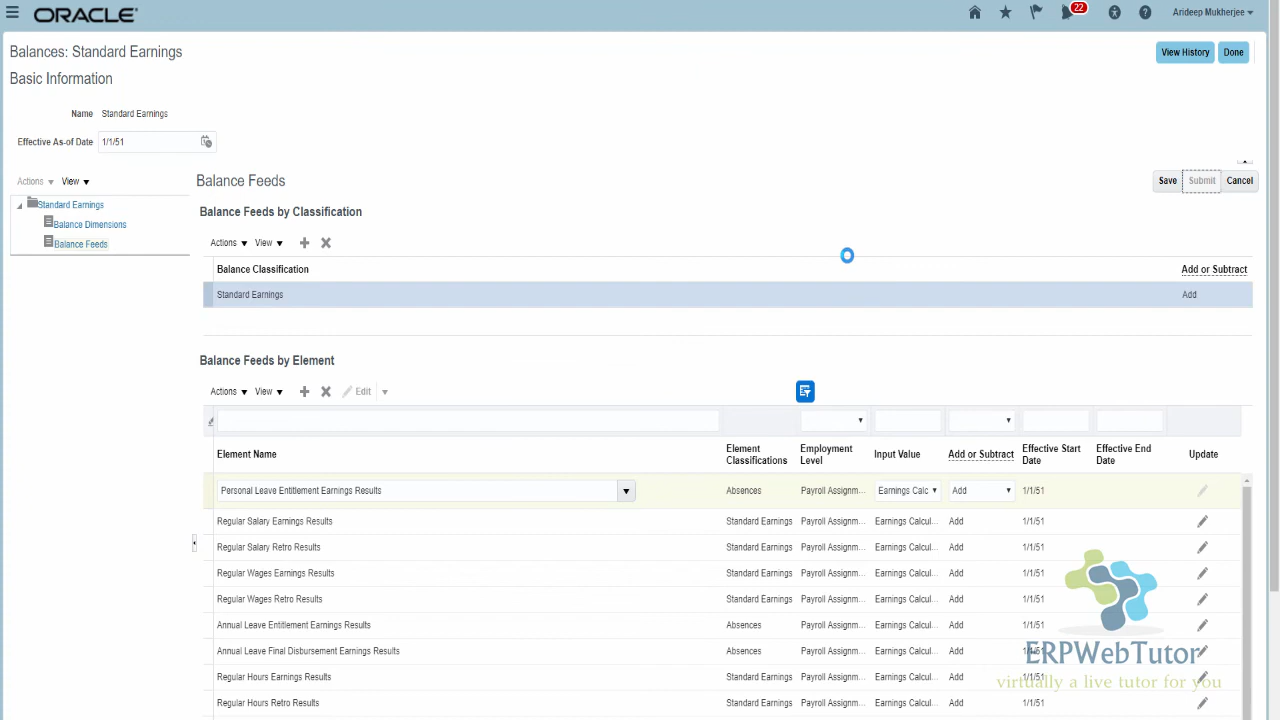 ORACLE
22
Arideep Mukherjee
Balances: Standard Earnings
View History
Done
Basic Information
Name Standard Earnings
Effective As-of Date 1/1/51
Actions View
Standard Earnings
Balance Dimensions
Balance Feeds
Balance Feeds
Save Submit Cancel
Balance Feeds by Classification
Actions View
Balance Classification Add or Subtract
Standard Earnings Add
Balance Feeds by Element
Actions View Edit
Element Name Element Classifications Employment Level Input Value Add or Subtract Effective Start Date Effective End Date Update
Personal Leave Entitlement Earnings Results Absences Payroll Assignm... Earnings Calc Add 1/1/51
Regular Salary Earnings Results Standard Earnings Payroll Assignm... Earnings Calcul... Add 1/1/51
Regular Salary Retro Results Standard Earnings Payroll Assignm... Earnings Calcul... Add 1/1/51
Regular Wages Earnings Results Standard Earnings Payroll Assignm... Earnings Calcul... Add 1/1/51
Regular Wages Retro Results Standard Earnings Payroll Assignm... Earnings Calcul... Add 1/1/51
Annual Leave Entitlement Earnings Results Absences Payroll Assignm... Earnings Calcul... Add 1/1/51
Annual Leave Final Disbursement Earnings Results Absences Payroll Assignm... Earnings Calcul... Add
Regular Hours Earnings Results Standard Earnings Payroll Assignm... Earnings Calcul... Add 1/1/51
Regular Hours Retro Results Standard Earnings Payroll Assignm... Earnings Calcul... Add 1/1/51
ERPWebTutor
virtually a live tutor for you